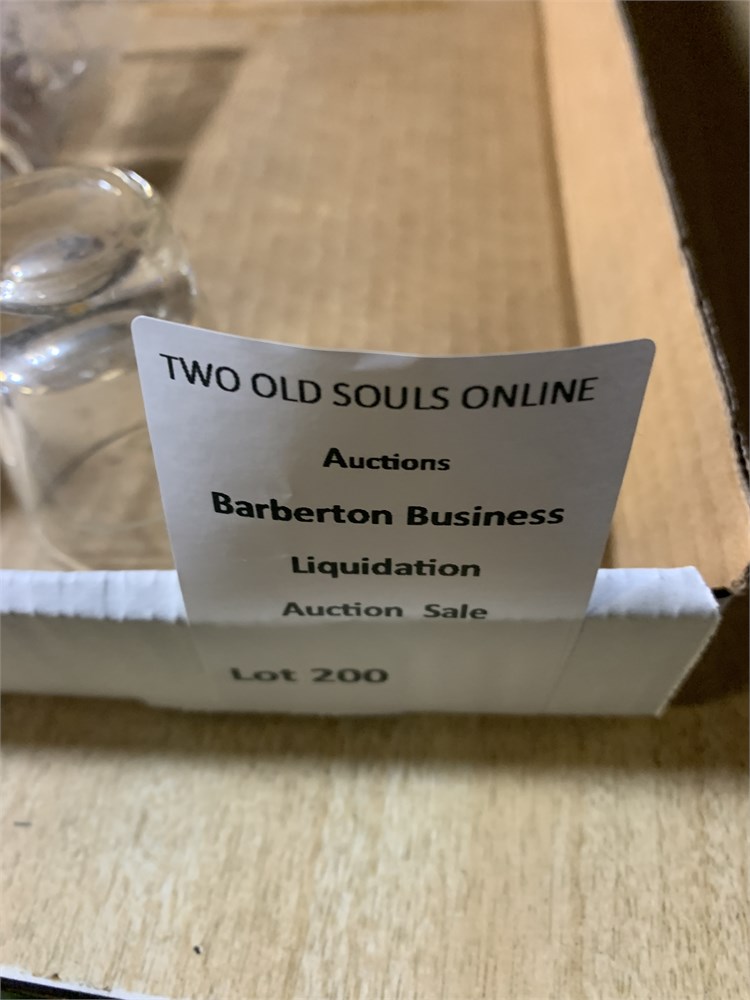 TWO OLD SOULS ONLINE
Auctions
Barberton Business
Liquidation
Auction Sale
Lot 200